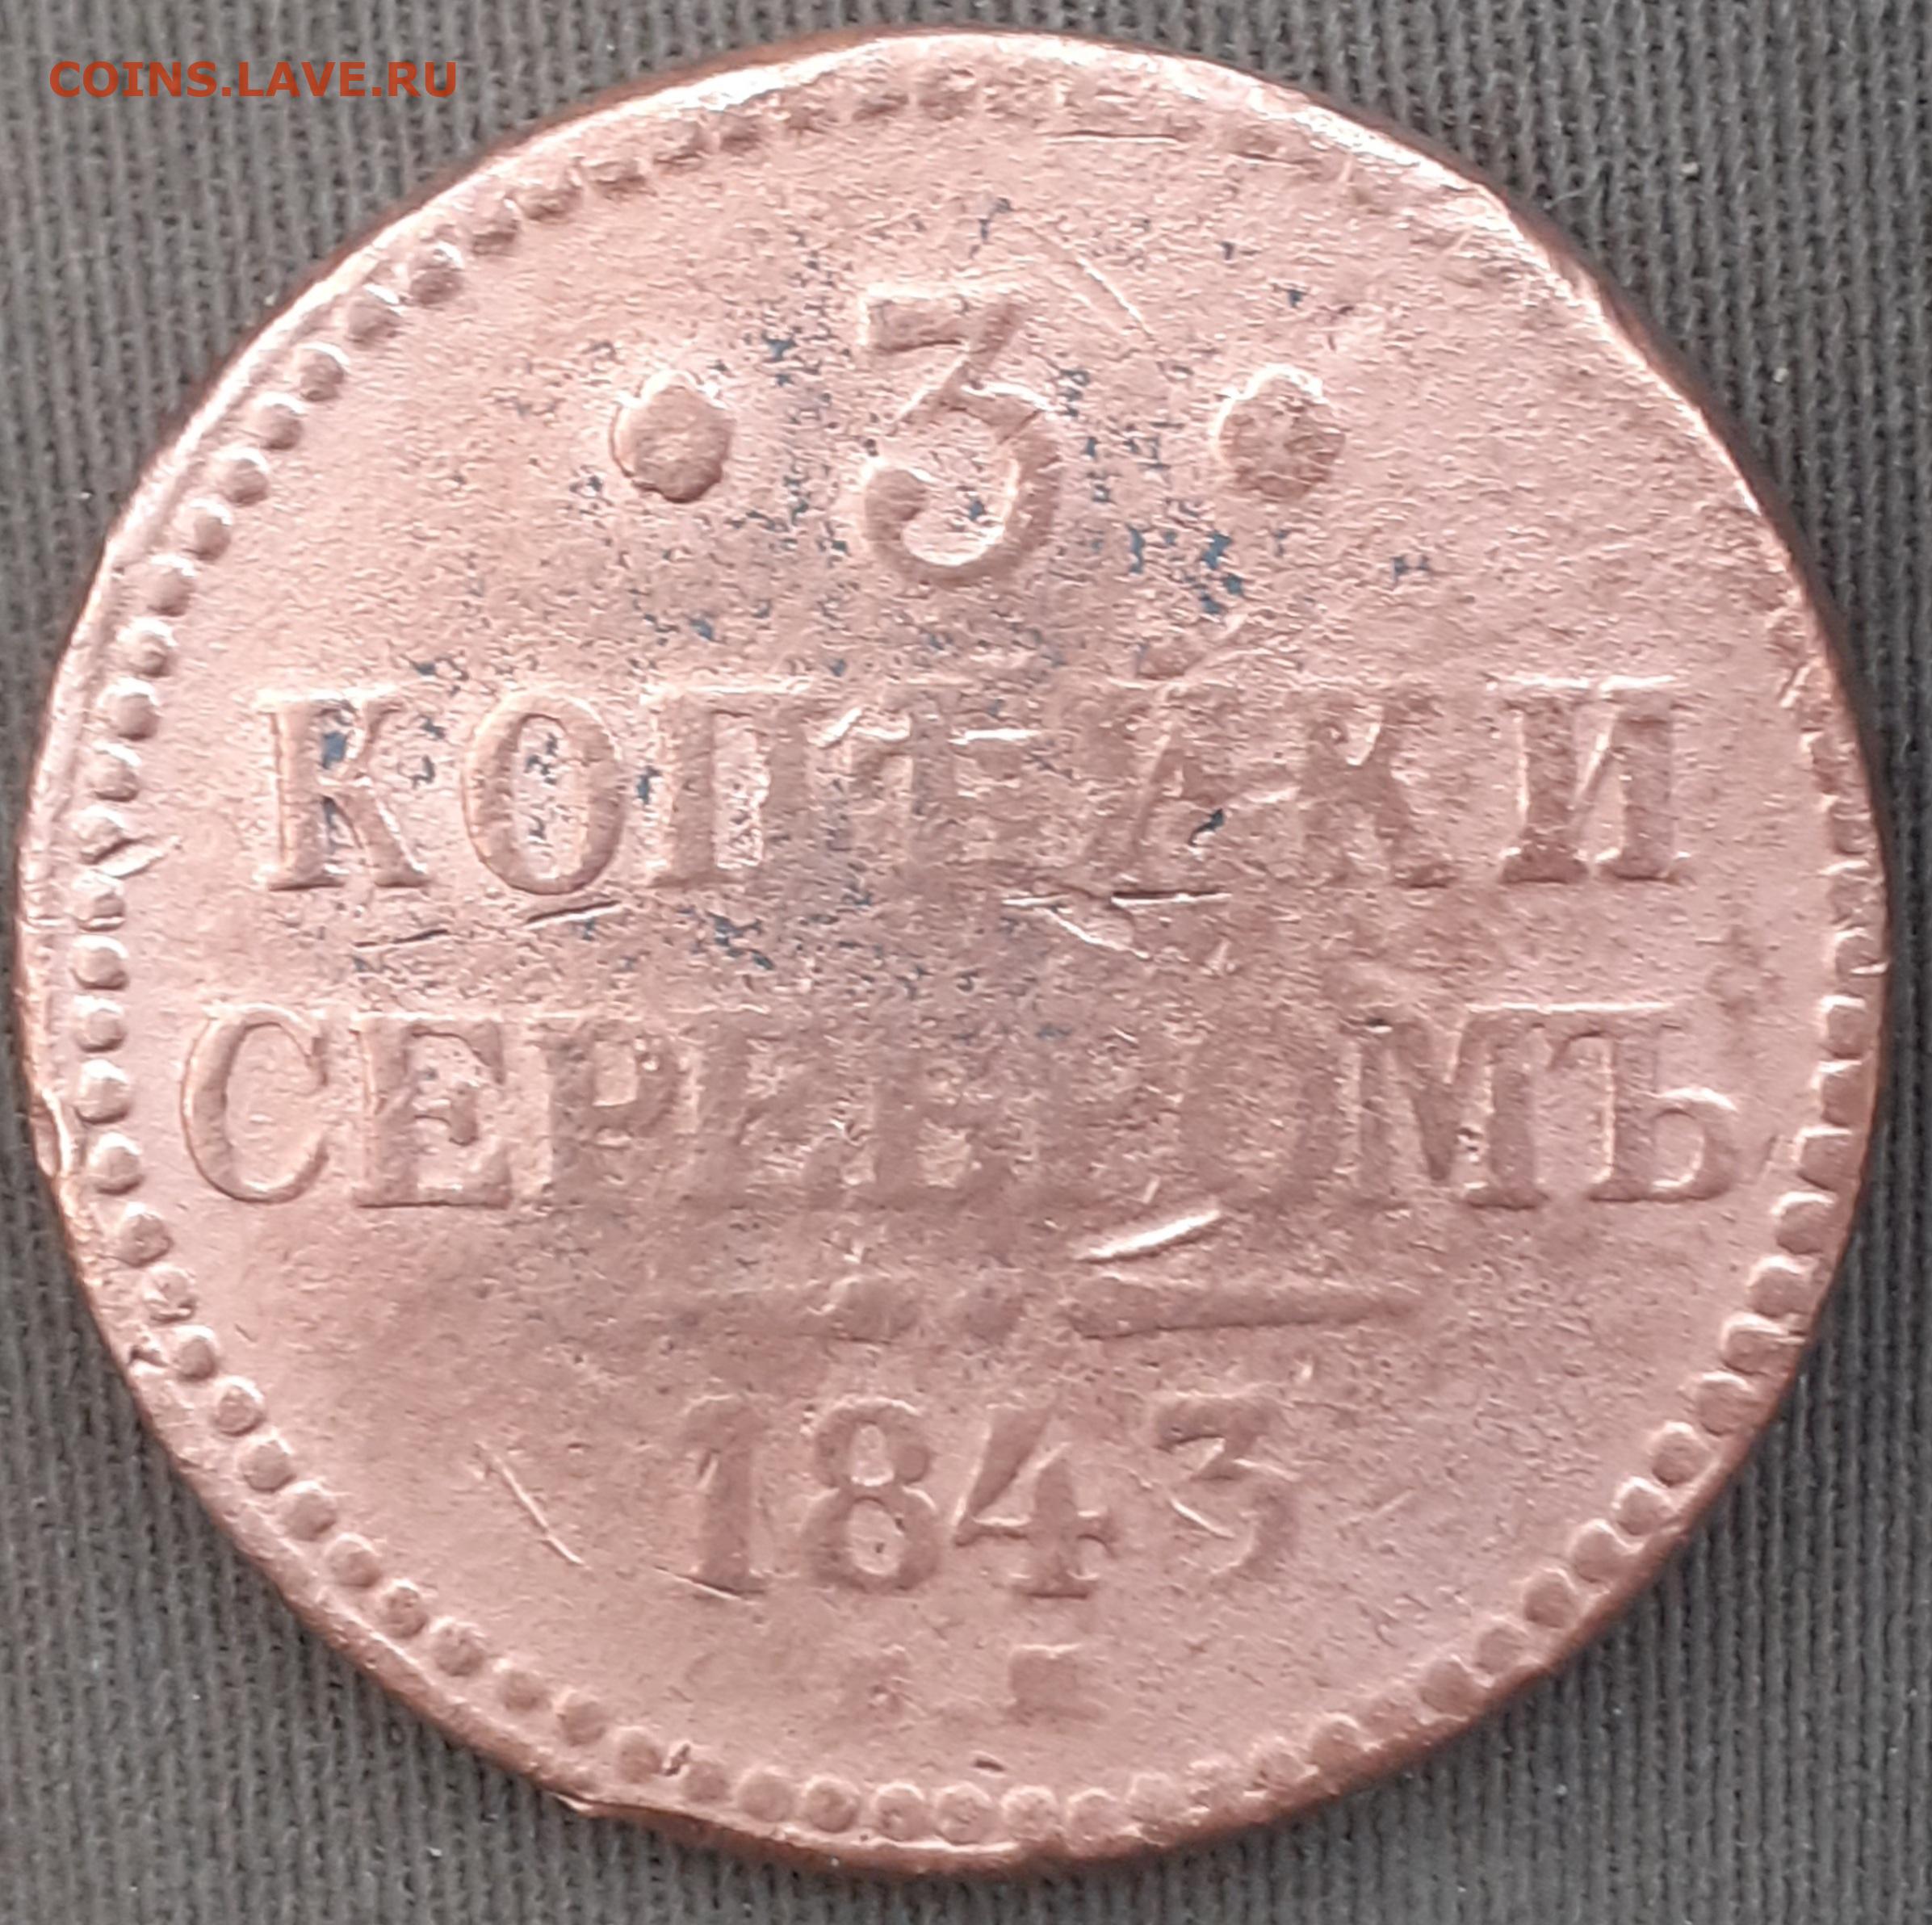 COINS.LAVE.RU
• 3 •
КОПѢЙКИ
СЕРЕБРОМЪ
1843